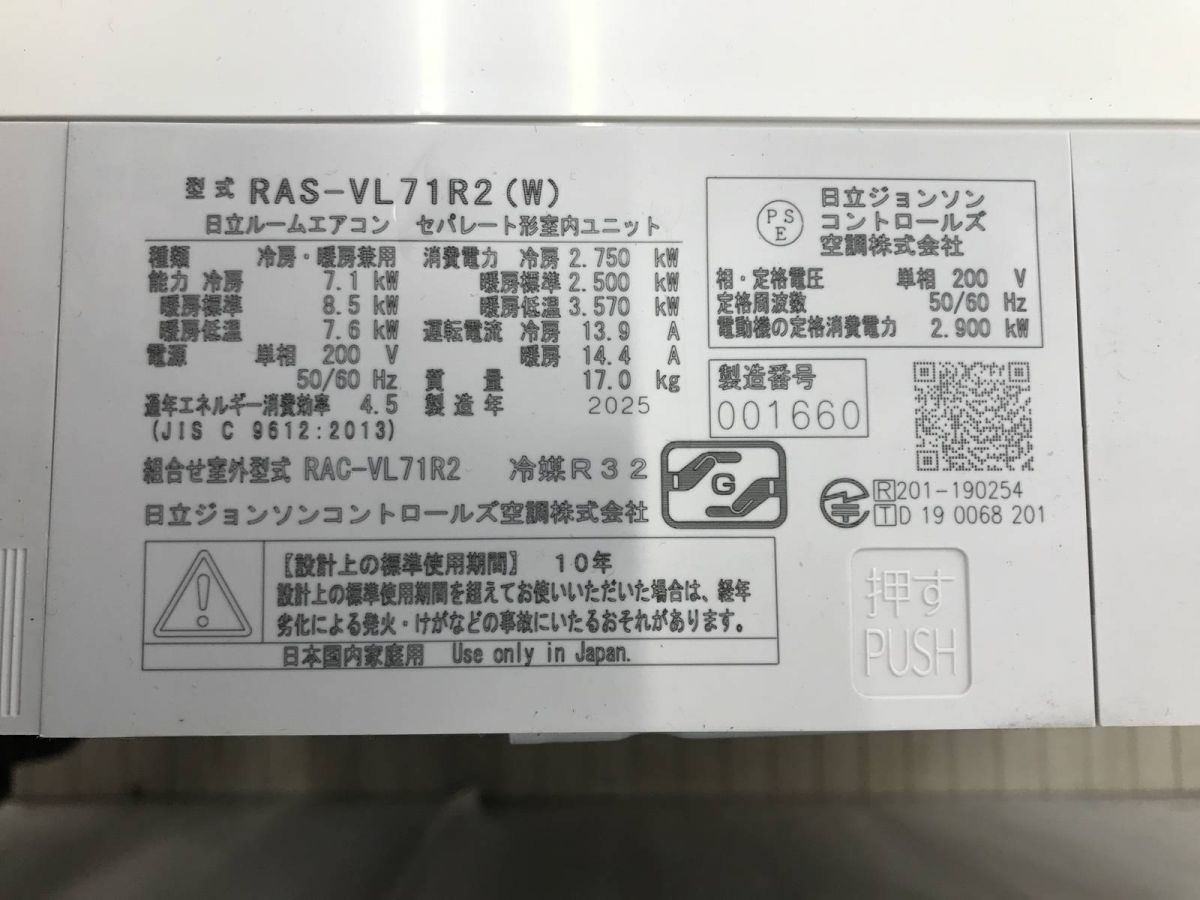 型式 RAS-VL71R2(W)
日立ルームエアコン セパレート形室内ユニット
種類 冷房・暖房兼用
能力 冷房 7.1 kW
暖房標準 8.5 kW
暖房低温 7.6 kW
電源 単相 200 V
50/60 Hz
通年エネルギー消費効率 4.5
(JIS C 9612:2013)
消費電力 冷房 2.750 kW
暖房標準 2.500 kW
暖房低温 3.570 kW
運転電流 冷房 13.9 A
暖房 14.4 A
質量 17.0 kg
製造年 2025
組合せ室外型式 RAC-VL71R2 冷媒R32
日立ジョンソンコントロールズ空調株式会社
PS
E
日立ジョンソン
コントロールズ
空調株式会社
相・定格電圧 単相 200 V
定格周波数 50/60 Hz
電動機の定格消費電力 2.900 kW
製造番号
001660
G
R 201-190254
T D 19 0068 201
[設計上の標準使用期間] 10年
設計上の標準使用期間を超えてお使いいただいた場合は、経年
劣化による発火・けがなどの事故にいたるおそれがあります。
日本国内家庭用 Use only in Japan.
押す
PUSH